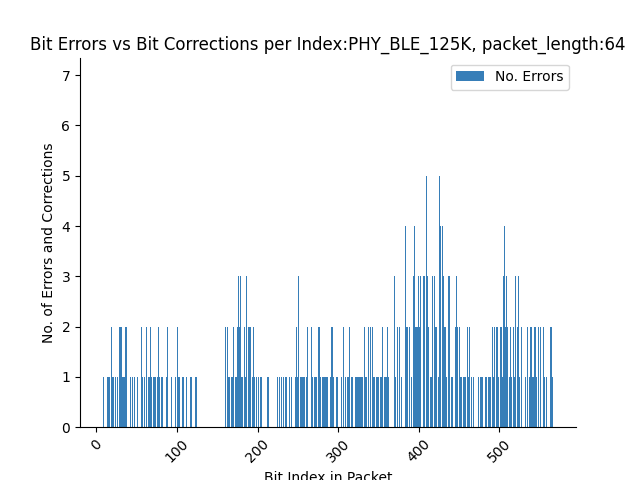 Bit Errors vs Bit Corrections per Index:PHY_BLE_125K, packet_length:64
No. Errors
No. of Errors and Corrections
7
6
5
4
3
2
1
0
0 100 200 300 400 500
Bit Index in Packet